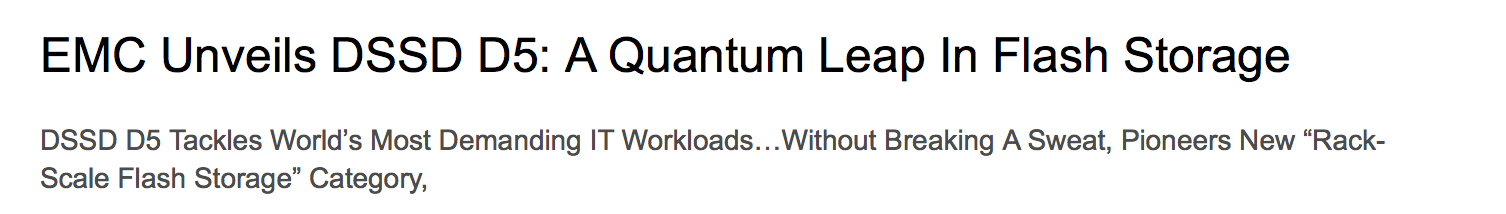 EMC Unveils DSSD D5: A Quantum Leap In Flash Storage
DSSD D5 Tackles World’s Most Demanding IT Workloads…Without Breaking A Sweat, Pioneers New “Rack-
Scale Flash Storage” Category,